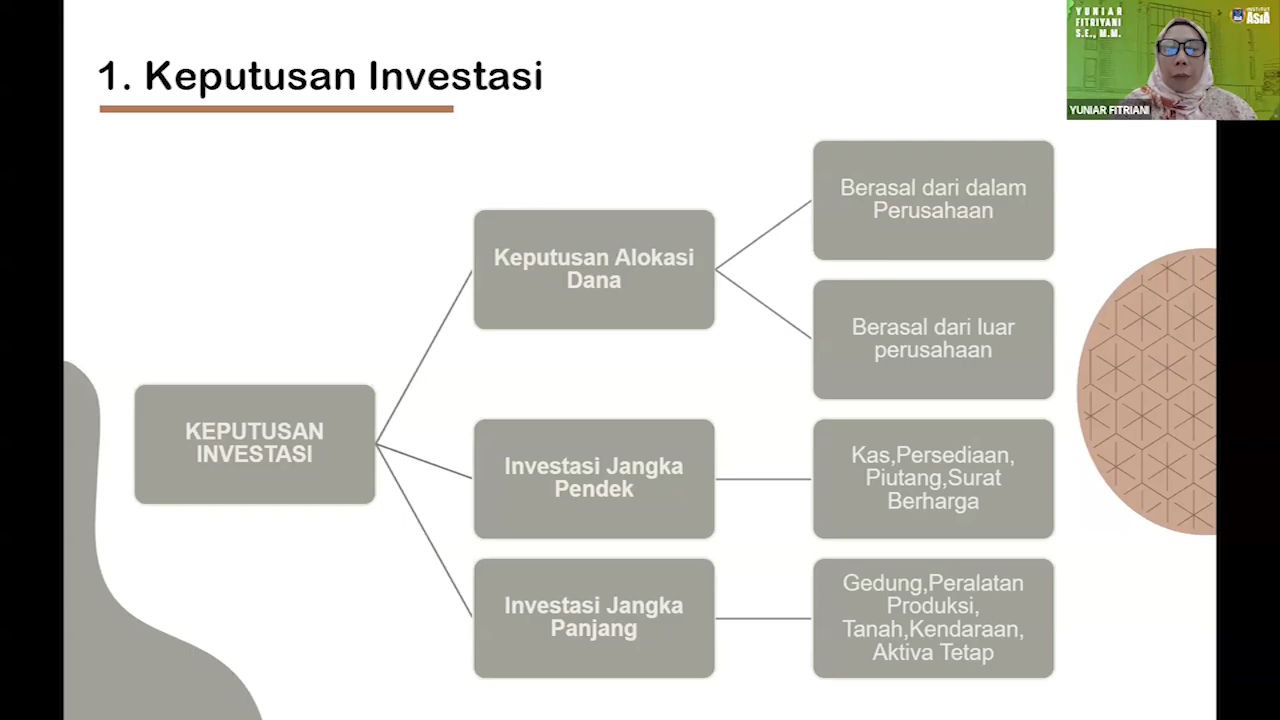 1. Keputusan Investasi
YUNIAR
FITRIYANI
S.E., M.M.
INSTITUT
ASIA
YUNIAR FITRIANI
KEPUTUSAN
INVESTASI
Keputusan Alokasi
Dana
Berasal dari dalam
Perusahaan
Berasal dari luar
perusahaan
Investasi Jangka
Pendek
Kas,Persediaan,
Piutang,Surat
Berharga
Investasi Jangka
Panjang
Gedung,Peralatan
Produksi,
Tanah,Kendaraan,
Aktiva Tetap